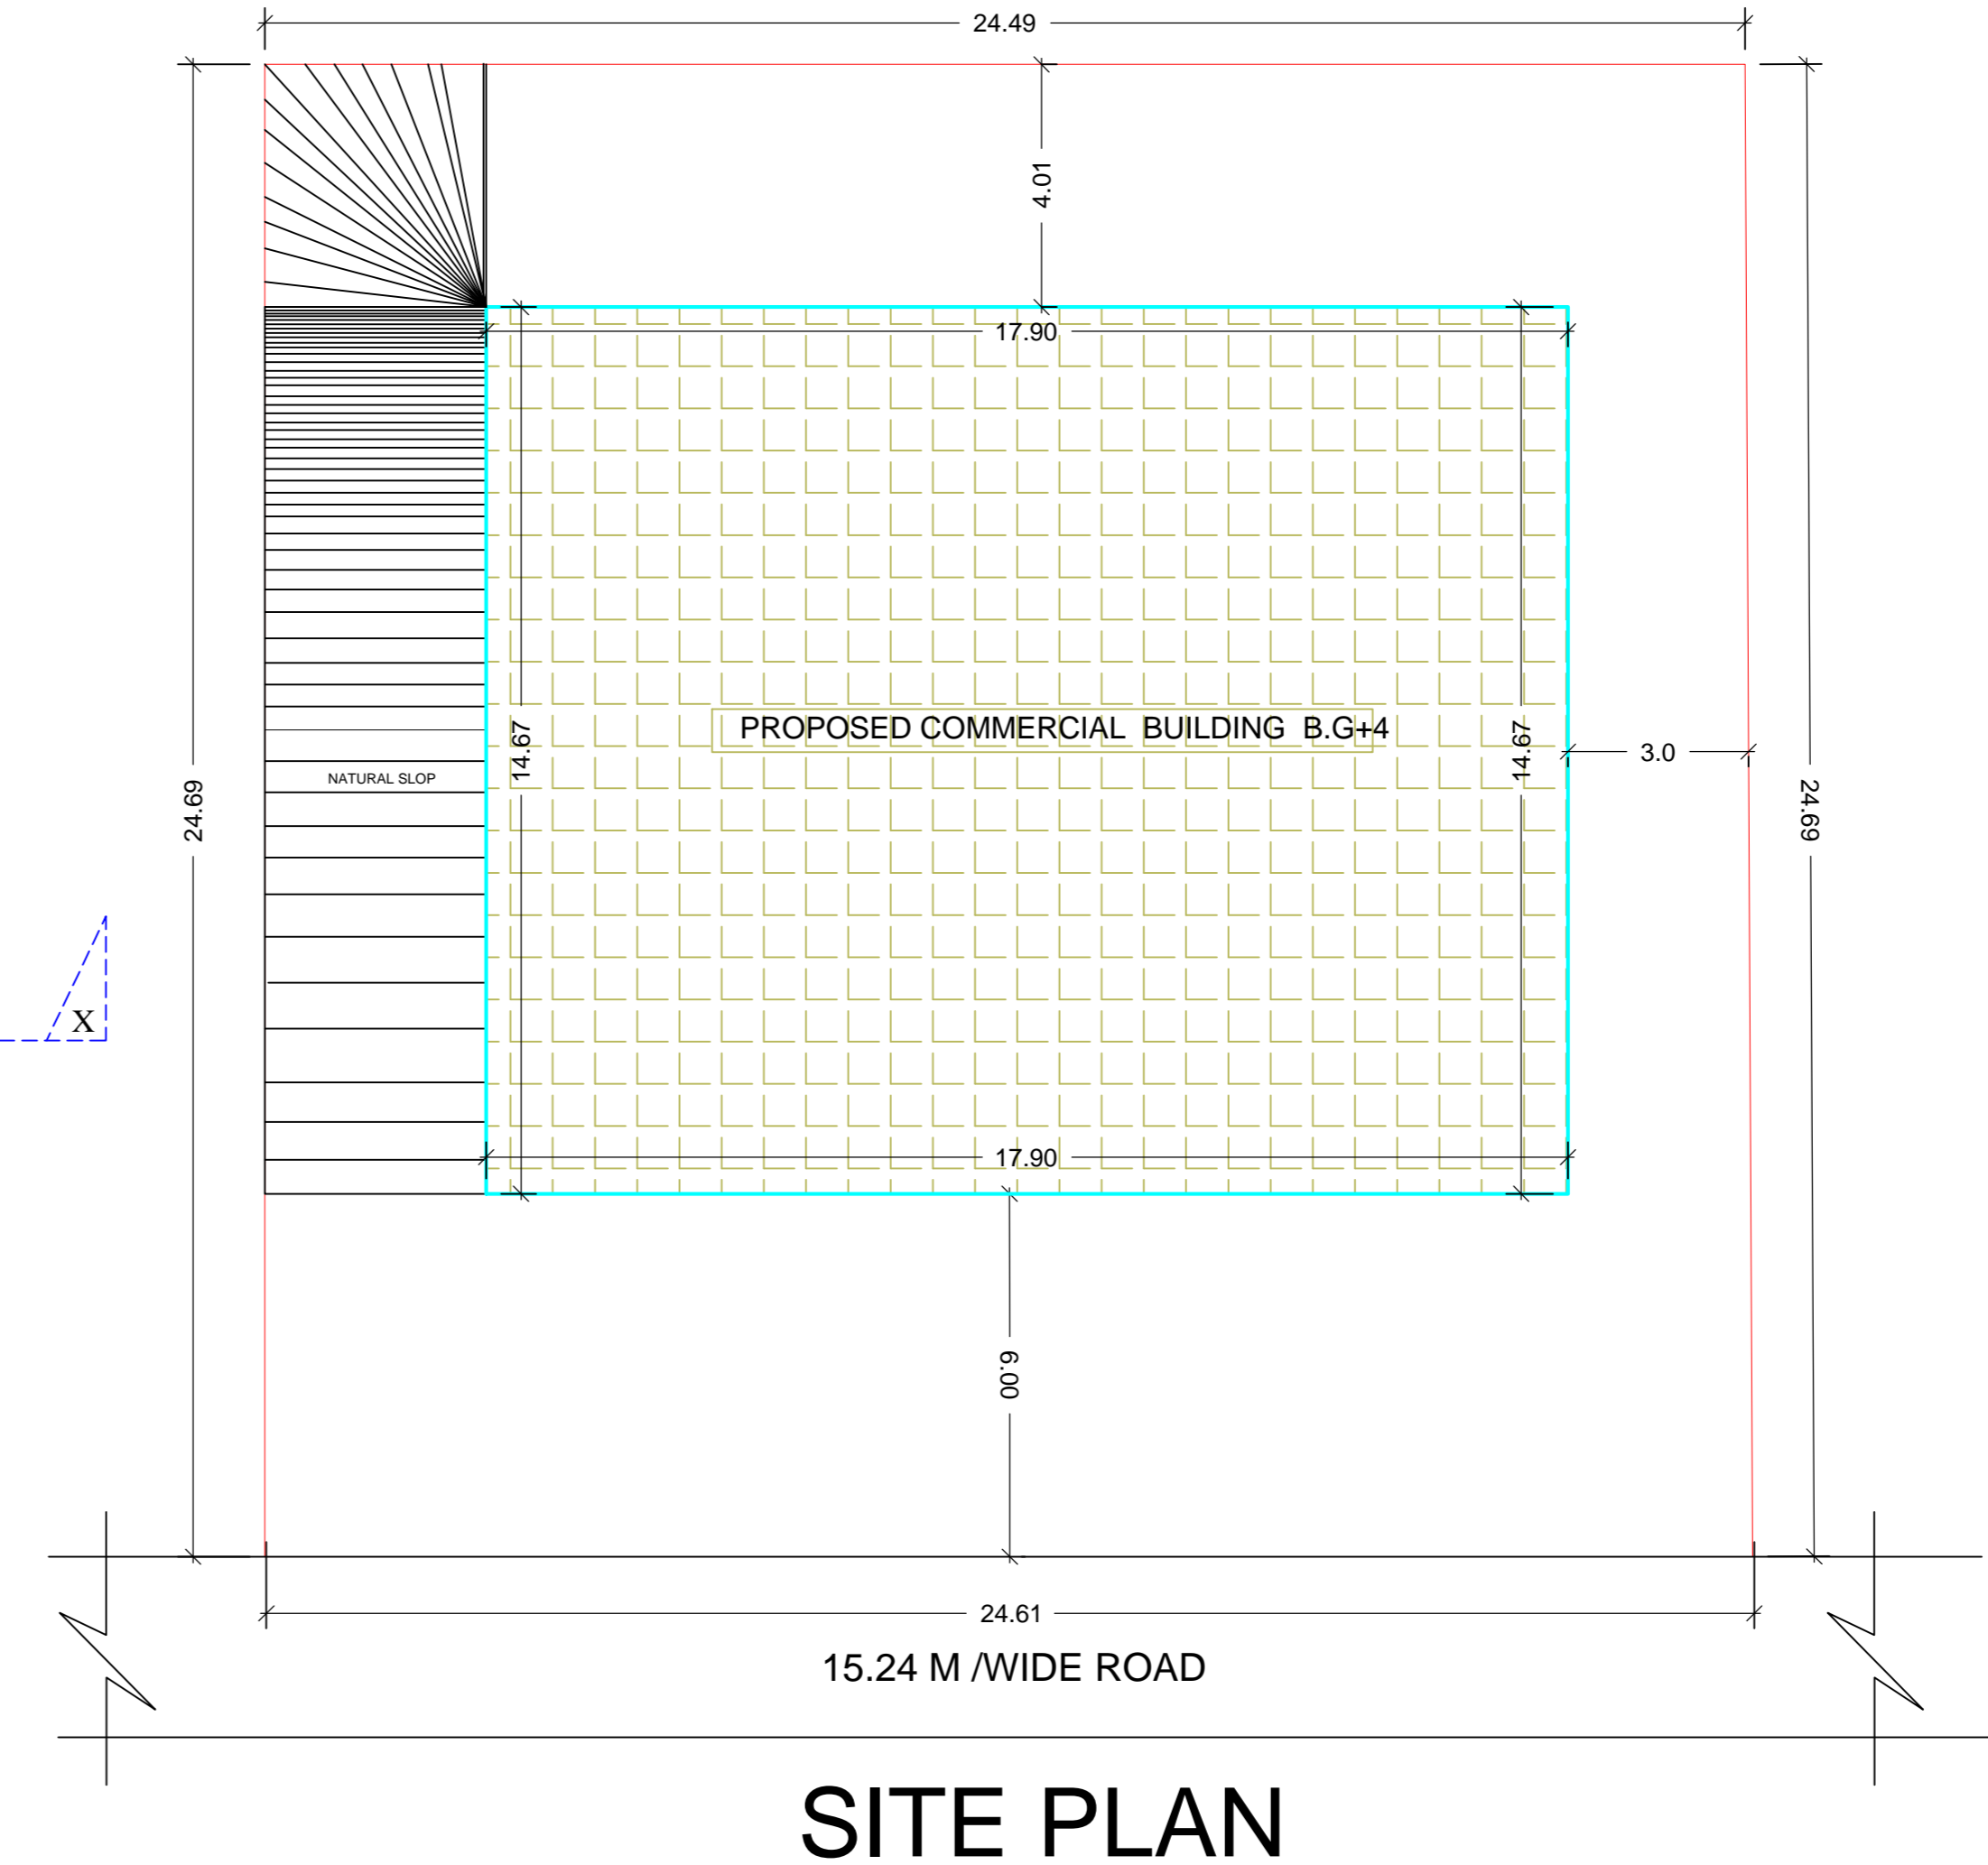 24.49
4.01
17.90
PROPOSED COMMERCIAL BUILDING B.G+4
14.67
14.67
3.0
NATURAL SLOP
24.69
24.69
X
17.90
6.00
24.61
15.24 M /WIDE ROAD
SITE PLAN